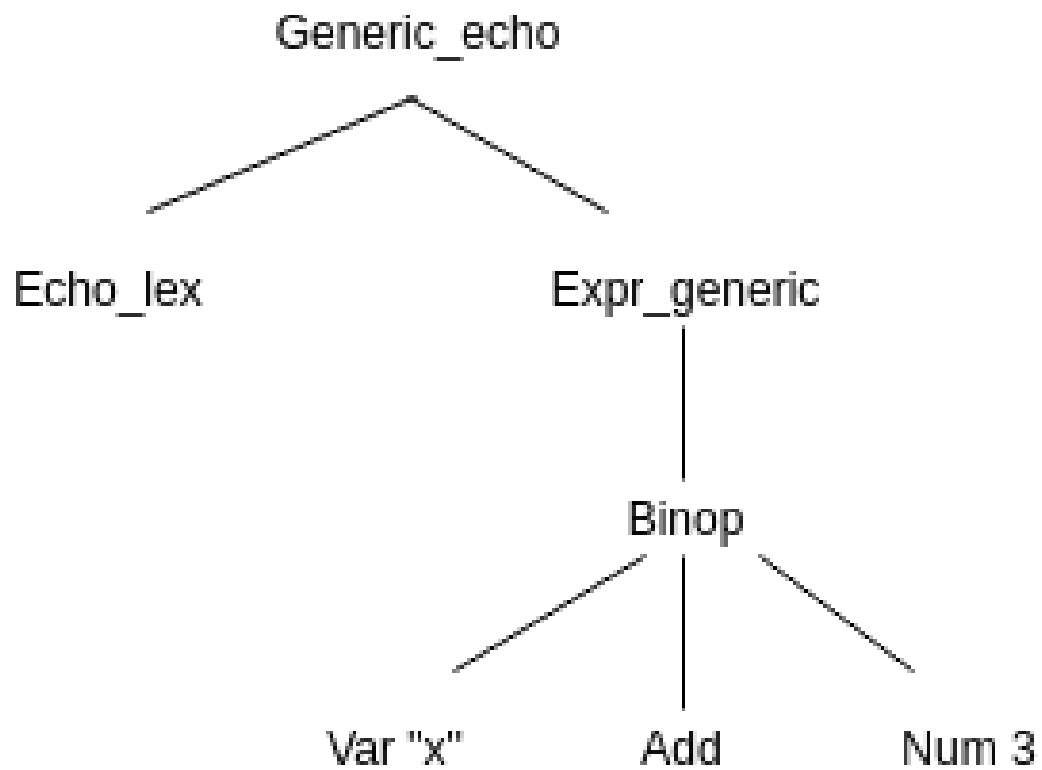 Generic_echo
Echo_lex Expr_generic
Binop
Var "x" Add Num 3